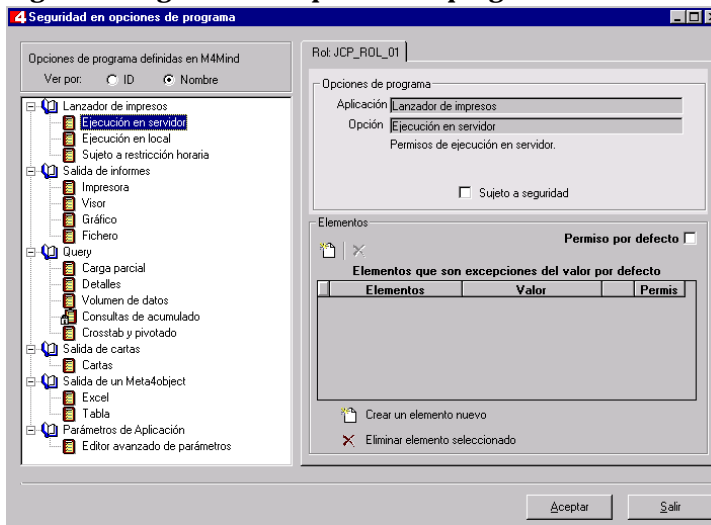 Seguridad en opciones de programa
Opciones de programa definidas en M4Mind
Ver por: ID Nombre
Lanzador de impresos
Ejecución en servidor
Ejecución en local
Sujeto a restricción horaria
Salida de informes
Impresora
Visor
Gráfico
Fichero
Query
Carga parcial
Detalles
Volumen de datos
Consultas de acumulado
Crosstab y pivotado
Salida de cartas
Cartas
Salida de un Meta4object
Excel
Tabla
Parámetros de Aplicación
Editor avanzado de parámetros
Rol: JCP_ROL_01
Opciones de programa
Aplicación Lanzador de impresos
Opción Ejecución en servidor
Permisos de ejecución en servidor.
Sujeto a seguridad
Elementos
Permiso por defecto
Elementos que son excepciones del valor por defecto
Elementos Valor Permis
Crear un elemento nuevo
Eliminar elemento seleccionado
Aceptar Salir